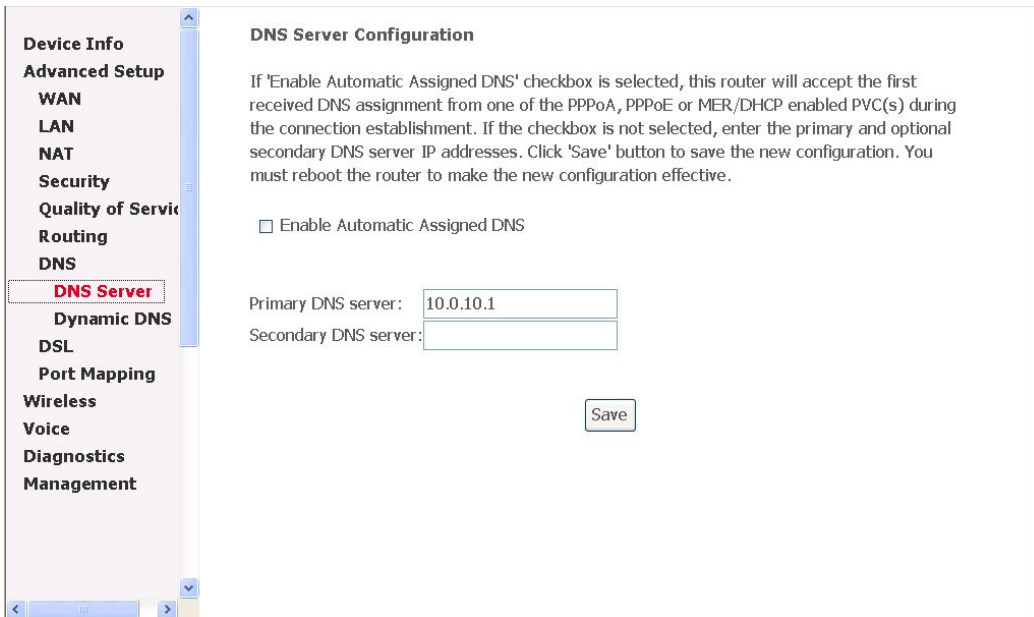 Device Info
Advanced Setup
WAN
LAN
NAT
Security
Quality of Servic
Routing
DNS
DNS Server
Dynamic DNS
DSL
Port Mapping
Wireless
Voice
Diagnostics
Management
DNS Server Configuration
If 'Enable Automatic Assigned DNS' checkbox is selected, this router will accept the first
received DNS assignment from one of the PPPoA, PPPoE or MER/DHCP enabled PVC(s) during
the connection establishment. If the checkbox is not selected, enter the primary and optional
secondary DNS server IP addresses. Click 'Save' button to save the new configuration. You
must reboot the router to make the new configuration effective.
Enable Automatic Assigned DNS
Primary DNS server: 10.0.10.1
Secondary DNS server:
Save